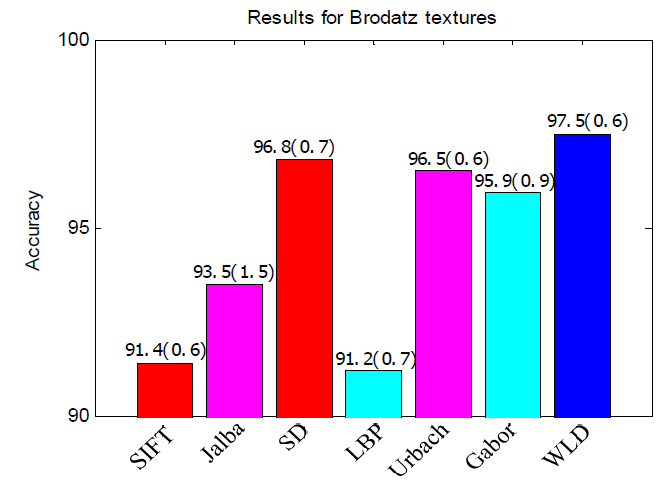 Results for Brodatz textures
100
97.5(0.6)
96.8(0.7)
96.5(0.6)
95.9(0.9)
95
93.5(1.5)
91.4(0.6)
91.2(0.7)
90
Accuracy
SIFT
Jalba
SD
LBP
Urbach
Gabor
WLD